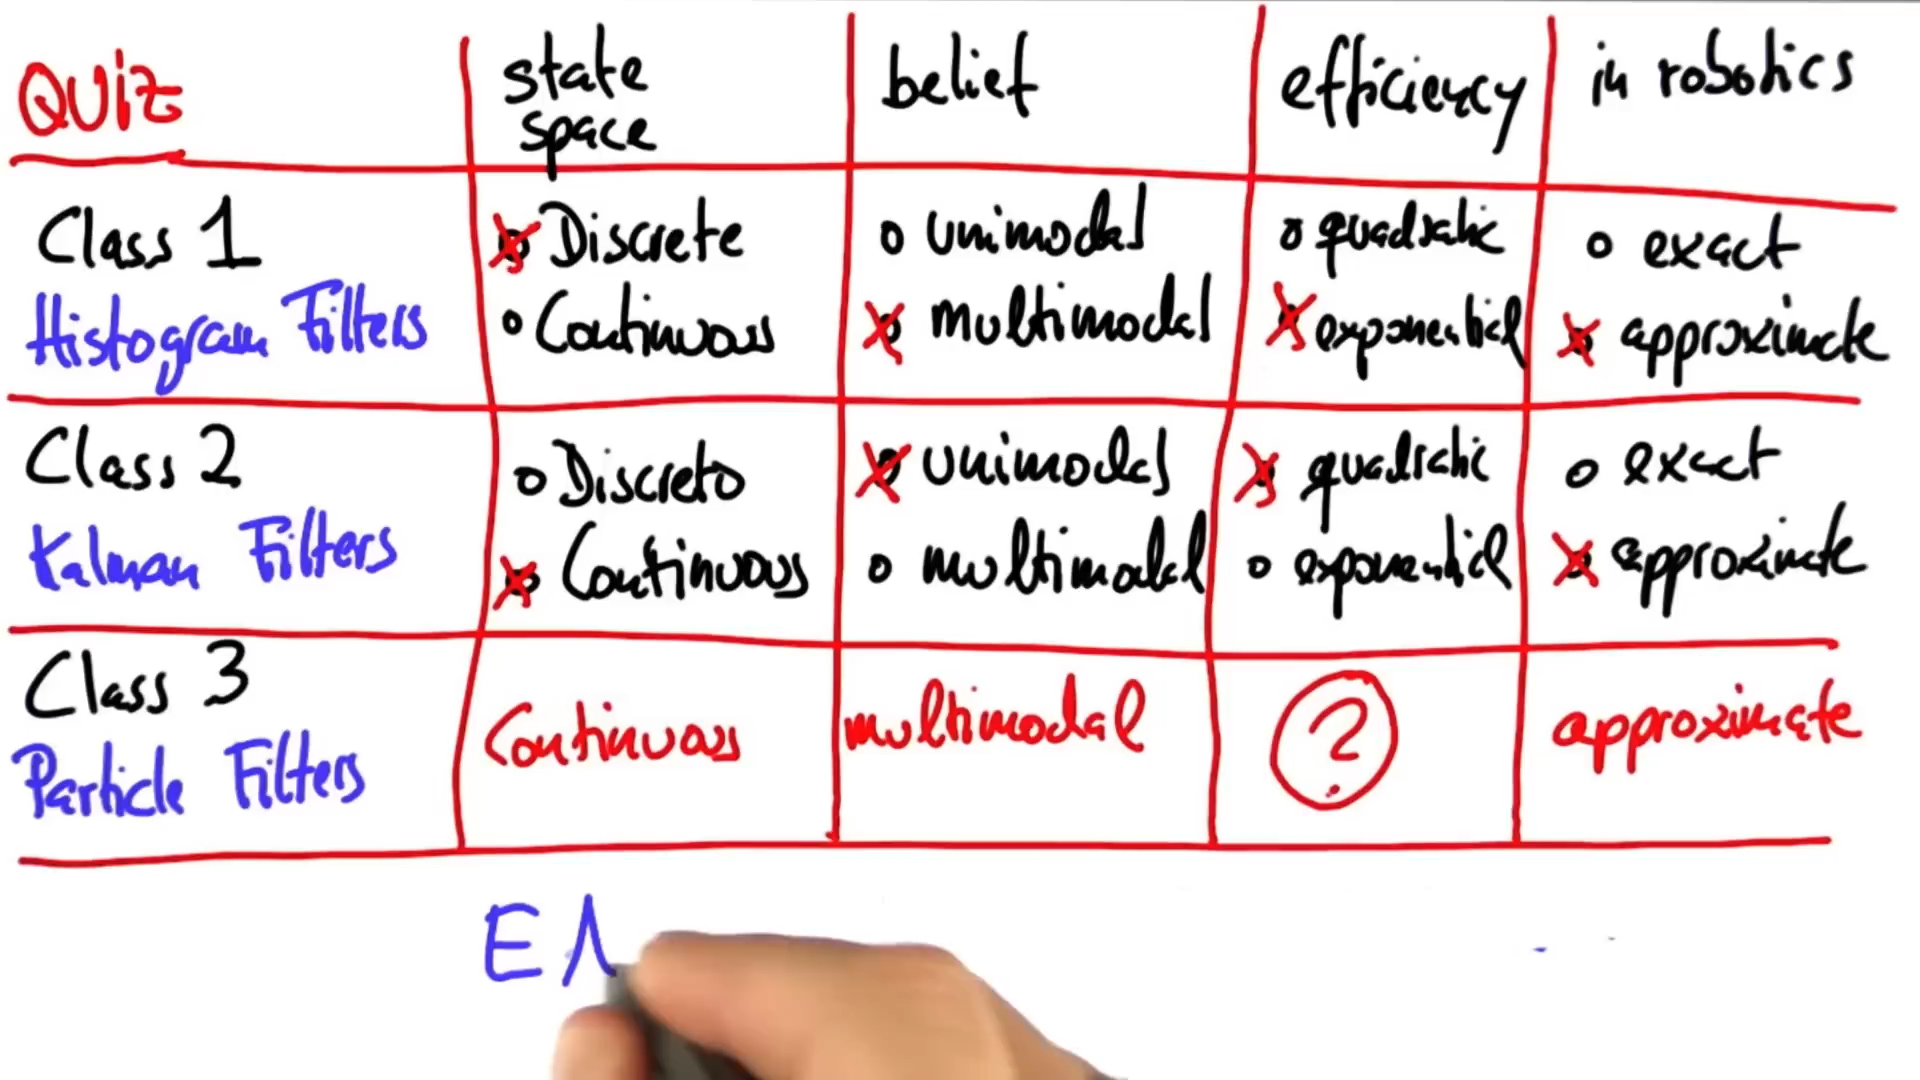 QUiz
state
space
belief
efficiency
in robotics
Class 1
Histogram Filters
Discrete
Continuous
unimodal
multimodal
quadratic
exponential
exact
approximate
Class 2
Kalman Filters
Discrete
Continuous
unimodal
multimodal
quadratic
exponential
exact
approximate
Class 3
Particle Filters
Continuous
multimodal
?
approximate
E